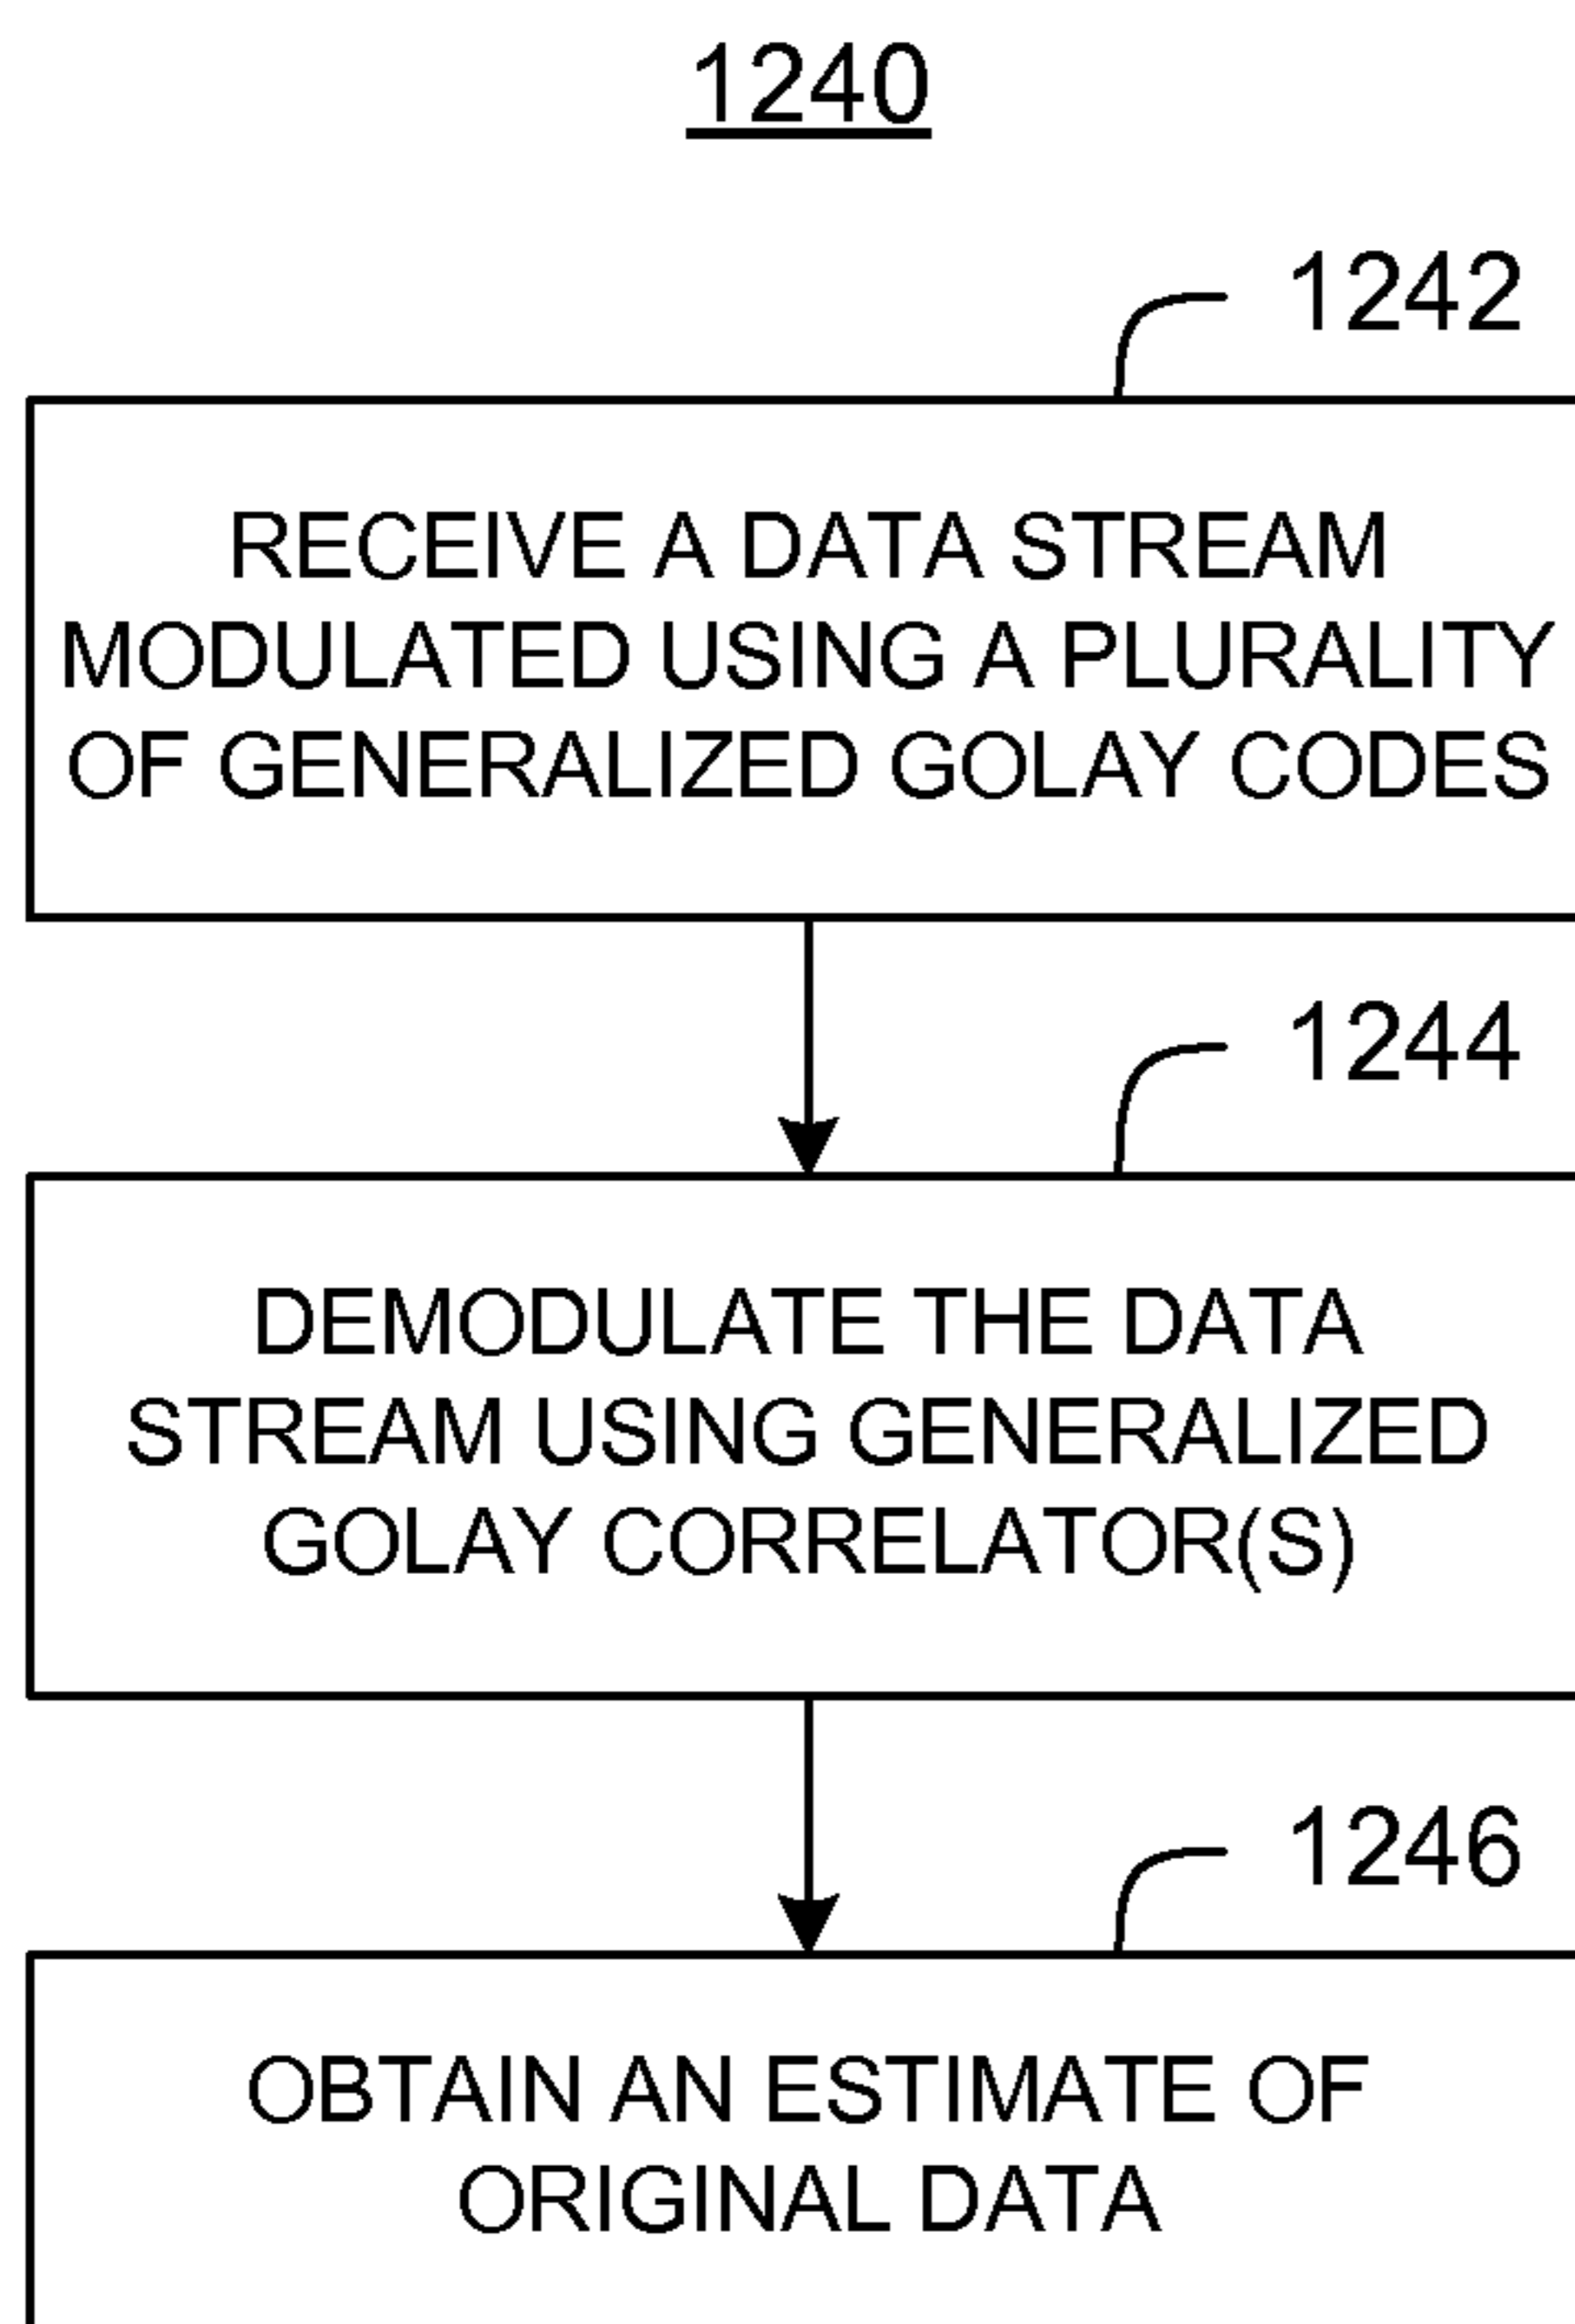 1240
1242
RECEIVE A DATA STREAM
MODULATED USING A PLURALITY
OF GENERALIZED GOLAY CODES
1244
DEMODULATE THE DATA
STREAM USING GENERALIZED
GOLAY CORRELATOR(S)
1246
OBTAIN AN ESTIMATE OF
ORIGINAL DATA